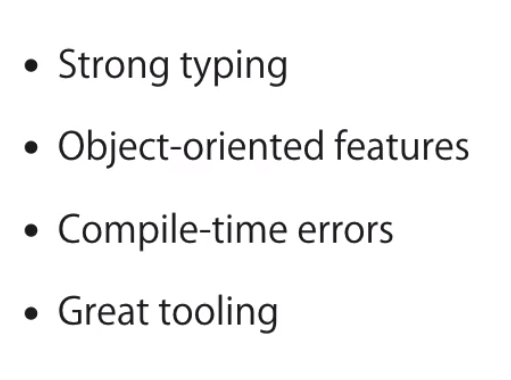 • Strong typing
• Object-oriented features
• Compile-time errors
• Great tooling